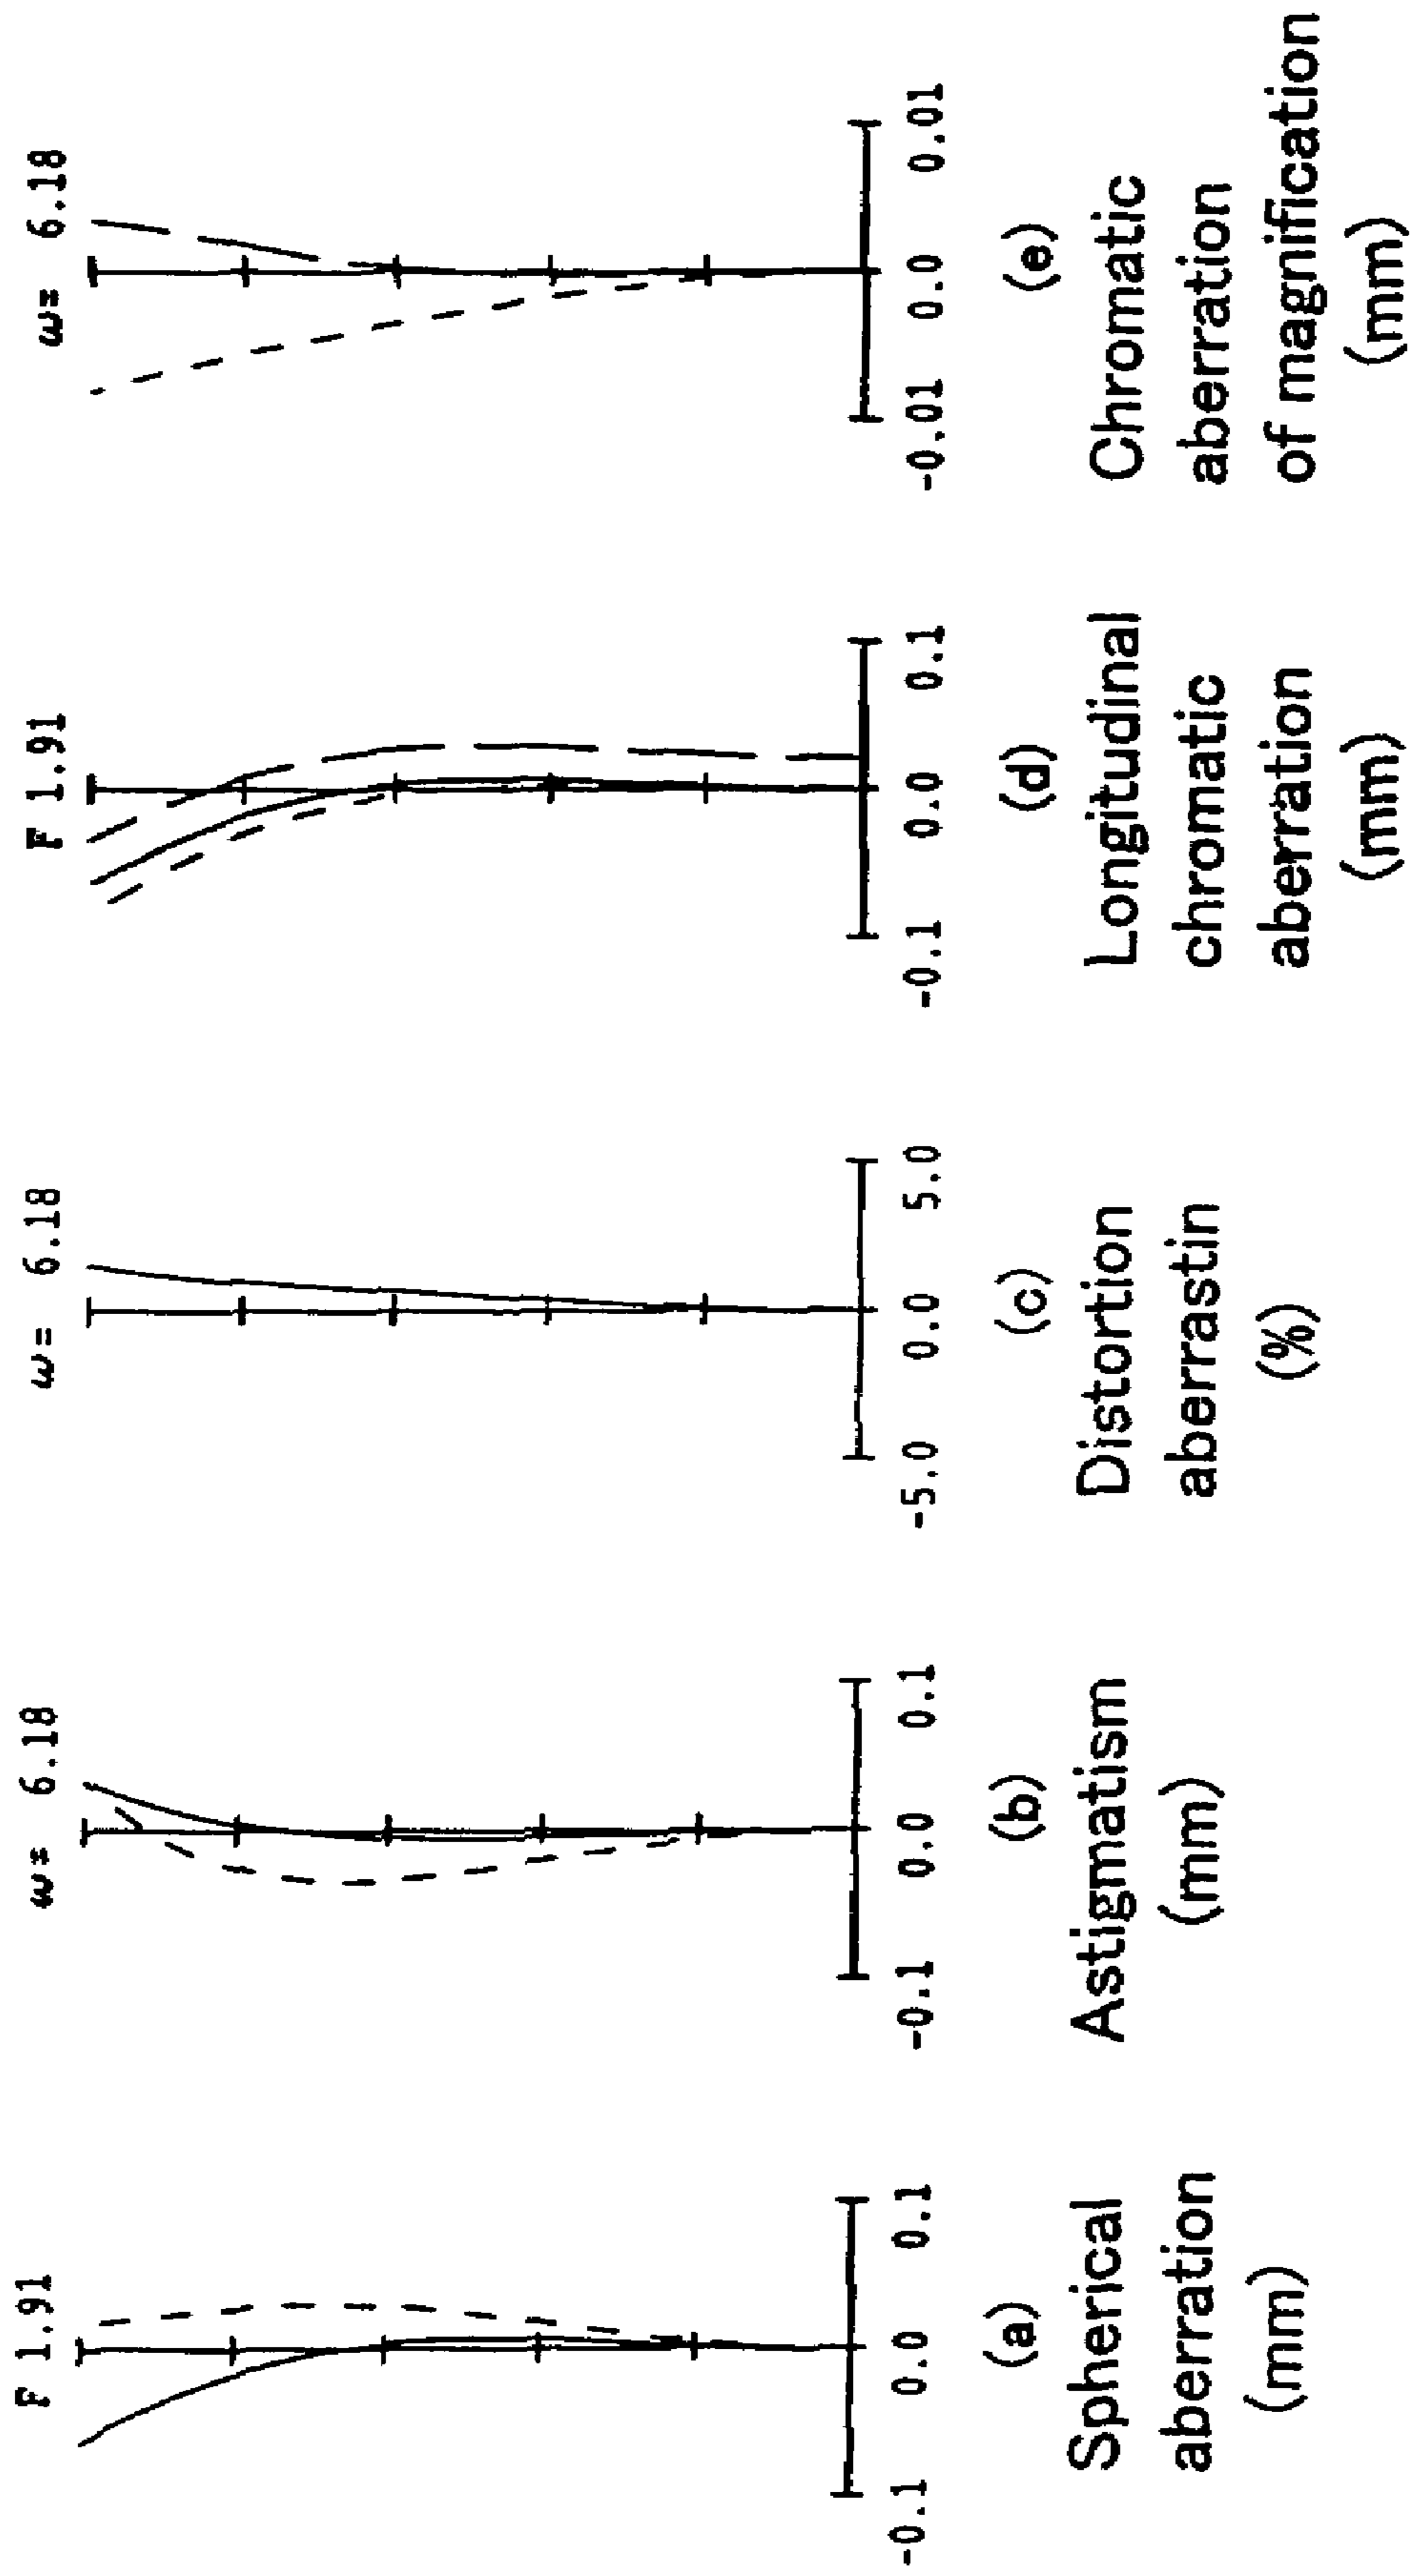 F 1.91
-0.1 0.0 0.1
(a)
Spherical
aberration
(mm)
ω= 6.18
-0.1 0.0 0.1
(b)
Astigmatism
(mm)
ω= 6.18
-5.0 0.0 5.0
(c)
Distortion
aberrastin
(%)
F 1.91
-0.1 0.0 0.1
(d)
Longitudinal
chromatic
aberration
(mm)
ω= 6.18
-0.01 0.0 0.01
(e)
Chromatic
aberration
of magnification
(mm)